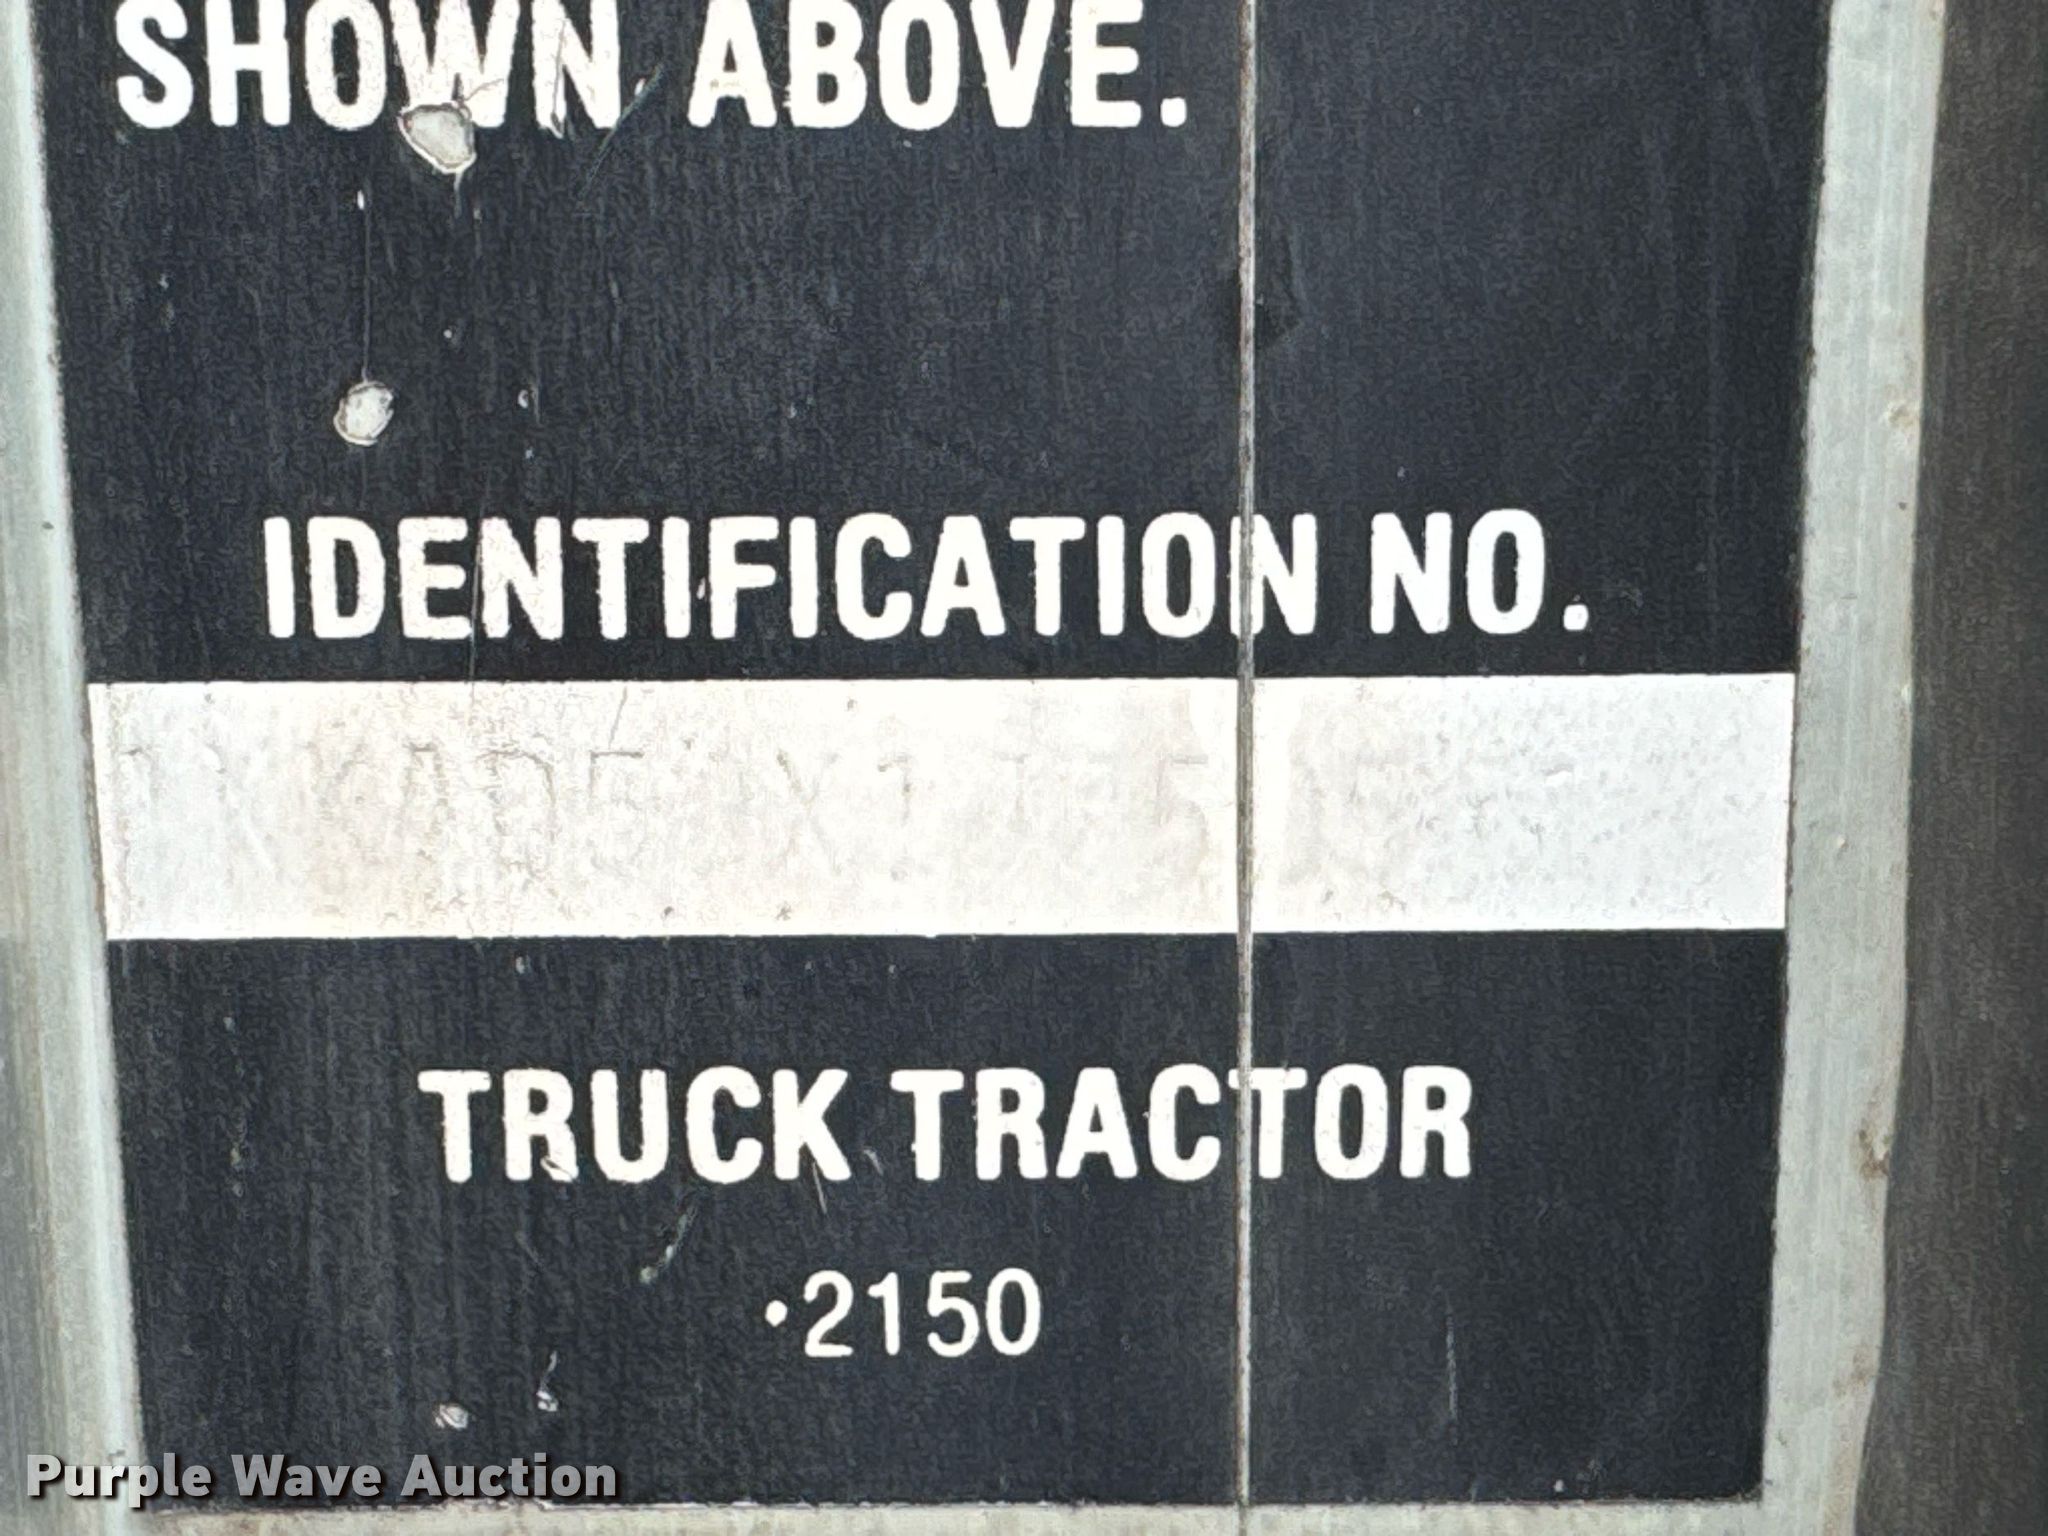 SHOWN ABOVE.
IDENTIFICATION NO.
TRUCK TRACTOR
•2150
Purple Wave Auction